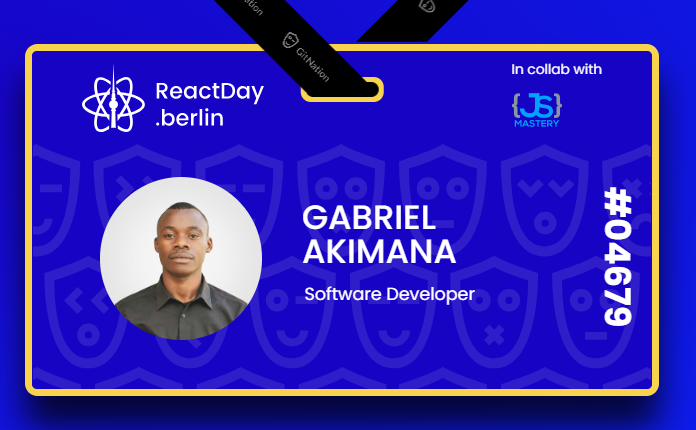 GitNation
ReactDay
.berlin
In collab with
{JS}
MASTERY
GABRIEL
AKIMANA
Software Developer
#04679